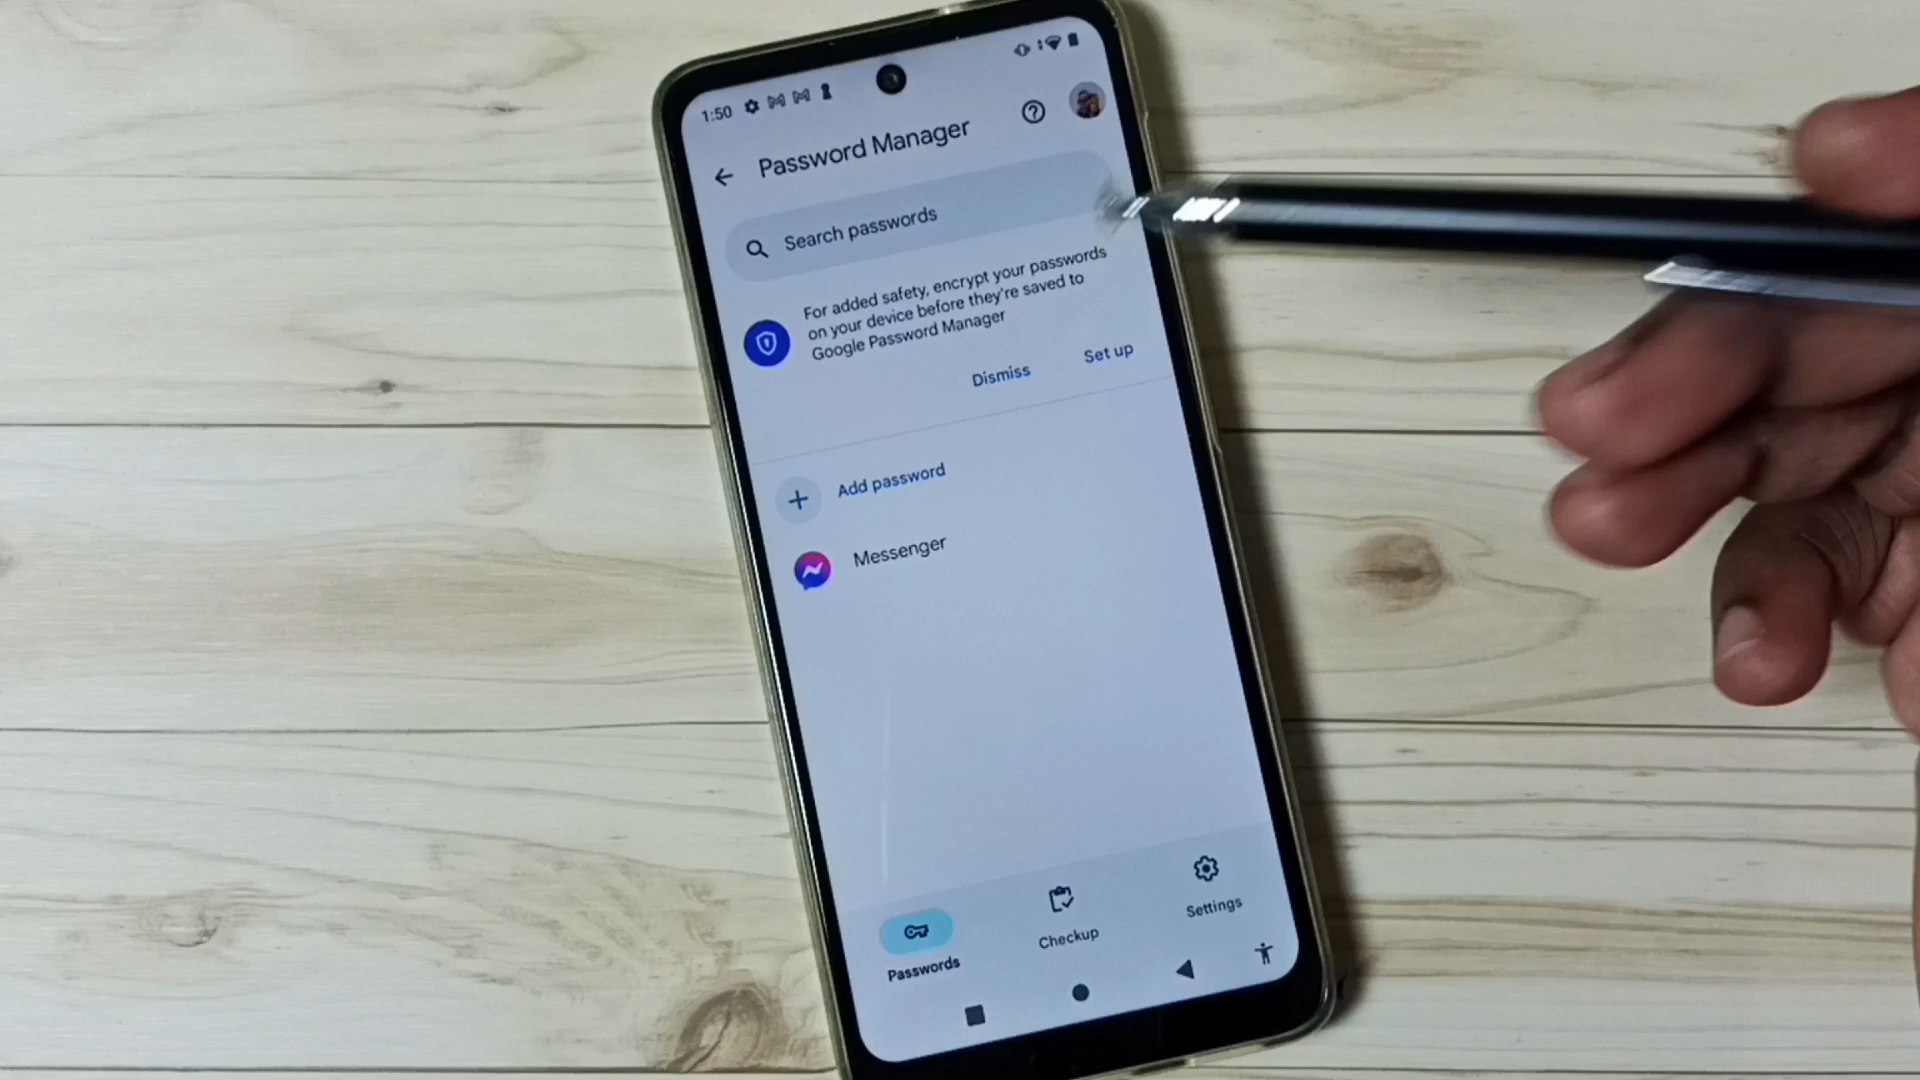 1:50
Password Manager
Search passwords
For added safety, encrypt your passwords
on your device before they're saved to
Google Password Manager
Dismiss
Set up
Add password
Messenger
Passwords
Checkup
Settings